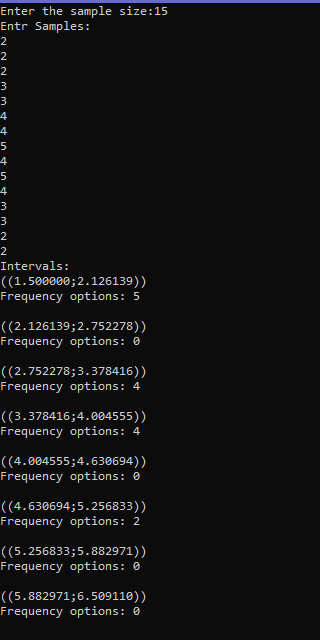 Enter the sample size:15
Entr Samples:
2
2
2
3
3
4
4
5
4
5
4
3
3
2
2
Intervals:
((1.500000;2.126139))
Frequency options: 5
((2.126139;2.752278))
Frequency options: 0
((2.752278;3.378416))
Frequency options: 4
((3.378416;4.004555))
Frequency options: 4
((4.004555;4.630694))
Frequency options: 0
((4.630694;5.256833))
Frequency options: 2
((5.256833;5.882971))
Frequency options: 0
((5.882971;6.509110))
Frequency options: 0